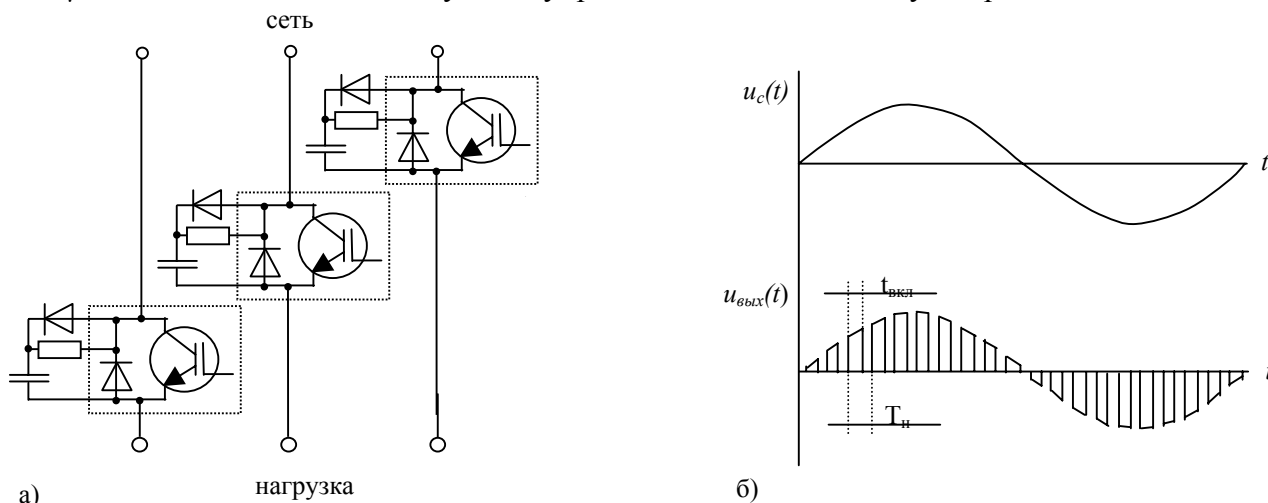 сеть
нагрузка
а)
u_c(t)
t
u_вых(t)
t_вкл
T_н
б)